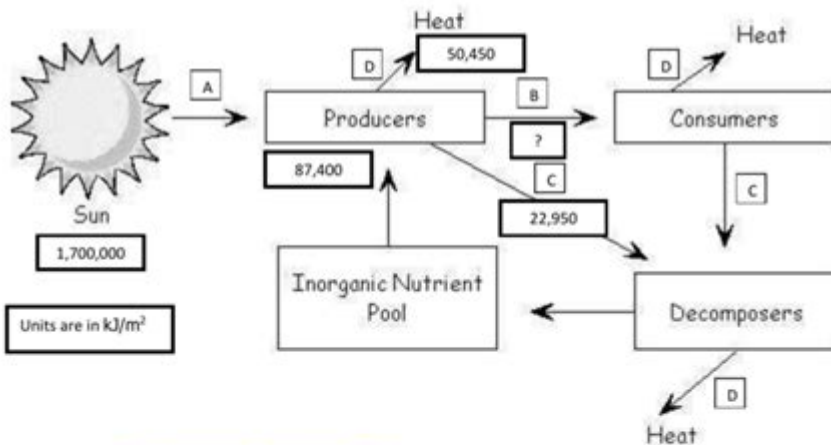 Heat
50,450
Heat
D
D
A
B
Producers
Consumers
?
87,400
C
C
22,950
Sun
1,700,000
Inorganic Nutrient
Pool
Decomposers
Units are in kJ/m²
D
Heat